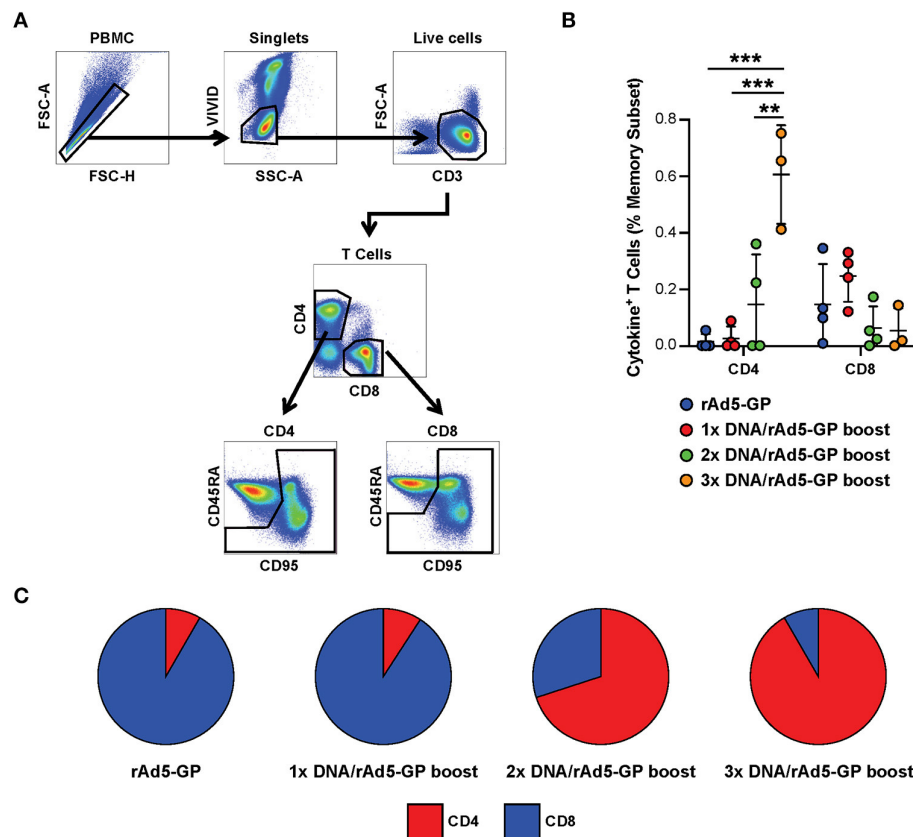 A
PBMC
Singlets
Live cells
FSC-A
VIVID
FSC-A
FSC-H
SSC-A
CD3
T Cells
CD4
CD8
CD4
CD8
CD45RA
CD45RA
CD95
CD95
B
***
***
**
Cytokine⁺ T Cells (% Memory Subset)
0.8
0.6
0.4
0.2
0.0
CD4
CD8
rAd5-GP
1x DNA/rAd5-GP boost
2x DNA/rAd5-GP boost
3x DNA/rAd5-GP boost
C
rAd5-GP
1x DNA/rAd5-GP boost
2x DNA/rAd5-GP boost
3x DNA/rAd5-GP boost
CD4
CD8